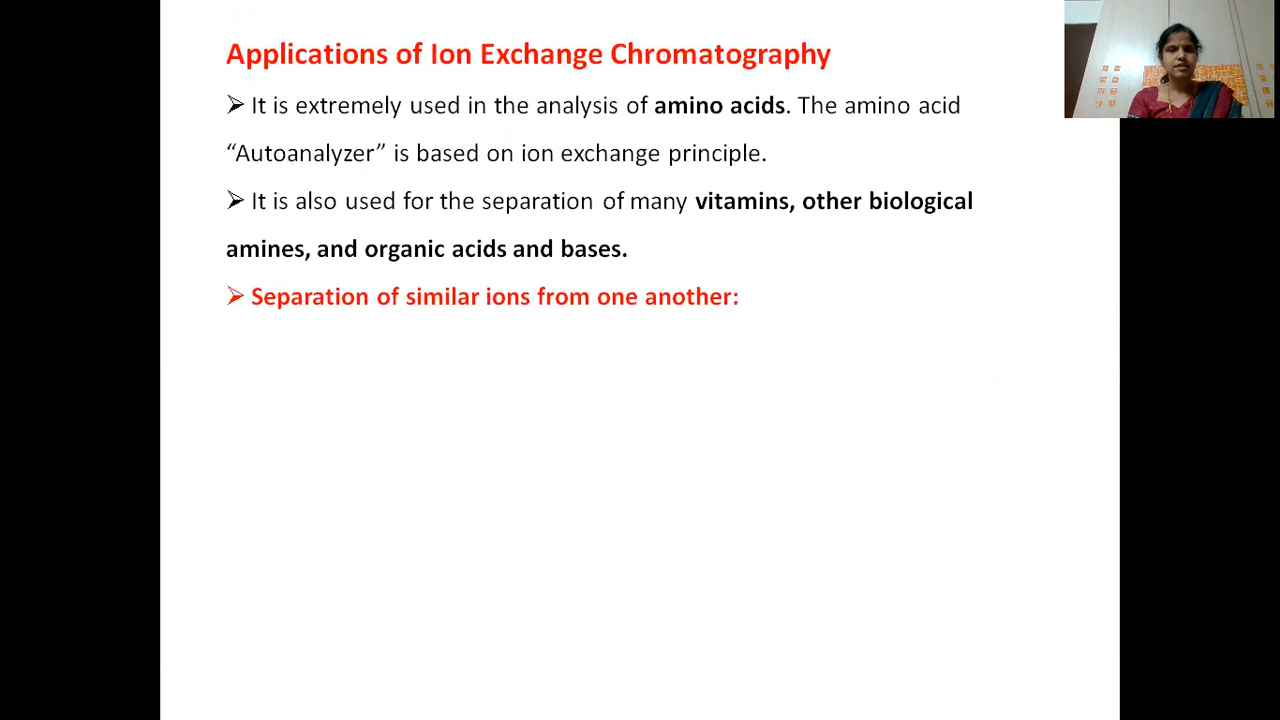 Applications of Ion Exchange Chromatography
➢ It is extremely used in the analysis of amino acids. The amino acid
“Autoanalyzer” is based on ion exchange principle.
➢ It is also used for the separation of many vitamins, other biological
amines, and organic acids and bases.
➢ Separation of similar ions from one another: